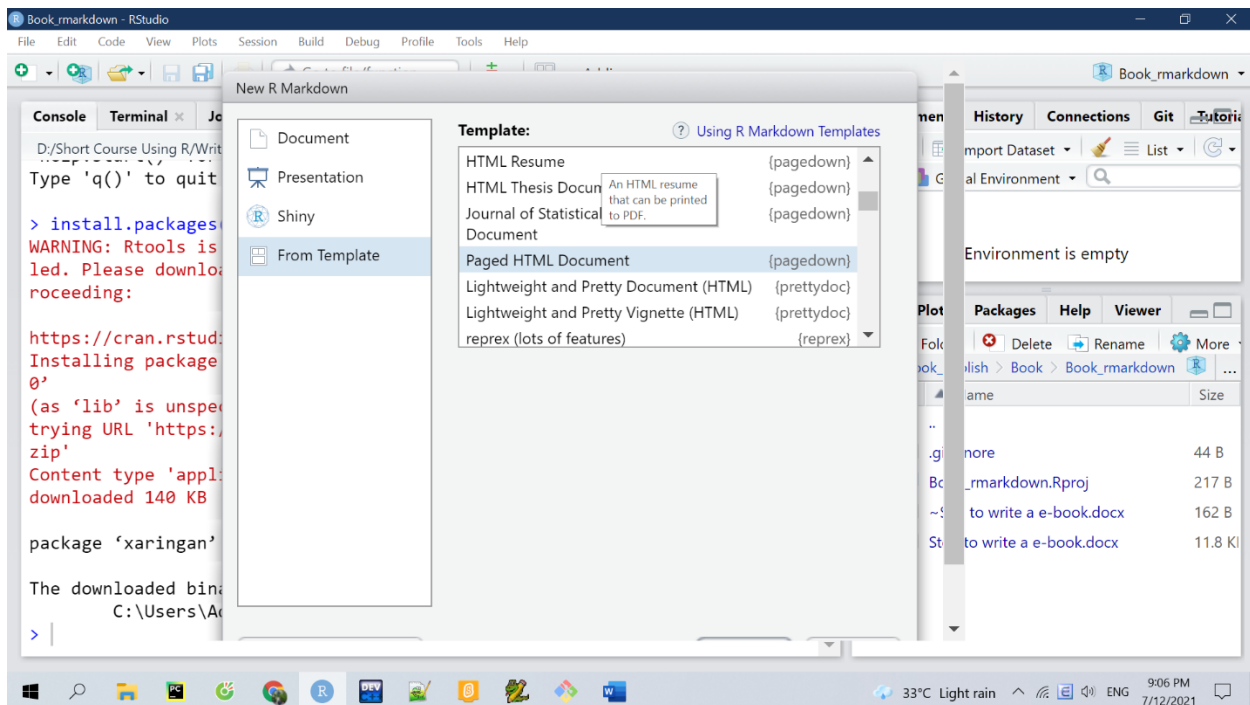 Book_rmarkdown - RStudio
File Edit Code View Plots Session Build Debug Profile Tools Help
Book_rmarkdown
New R Markdown
Console Terminal
D:/Short Course Using R/Writ
Type 'q()' to quit
> install.packages
WARNING: Rtools is
led. Please downloa
roceeding:
https://cran.rstudi
Installing package
0’
(as ‘lib’ is unspe
trying URL 'https:/
zip'
Content type 'appl
downloaded 140 KB
package ‘xaringan’
The downloaded bina
C:\Users\A
>
Document
Presentation
Shiny
From Template
Template:
Using R Markdown Templates
HTML Resume {pagedown}
HTML Thesis Docum {pagedown}
Journal of Statistical {pagedown}
Document
Paged HTML Document {pagedown}
Lightweight and Pretty Document (HTML) {prettydoc}
Lightweight and Pretty Vignette (HTML) {prettydoc}
reprex (lots of features) {reprex}
An HTML resume
that can be printed
to PDF.
History Connections Git Tutoria
mport Dataset List
al Environment
Environment is empty
Plot Packages Help Viewer
Delete Rename More
lish > Book > Book_rmarkdown ...
ame Size
..
.gi nore 44 B
_rmarkdown.Rproj 217 B
to write a e-book.docx 162 B
to write a e-book.docx 11.8 K
33°C Light rain ENG 9:06 PM
7/12/2021